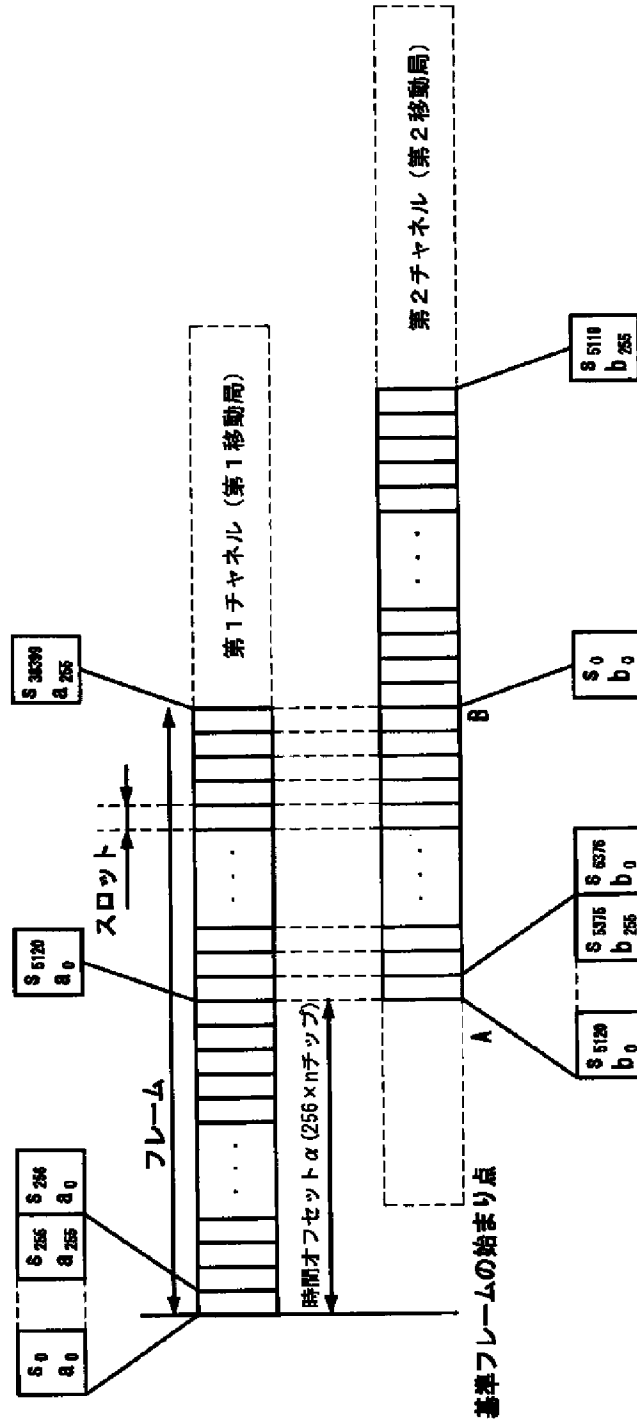 S0
a0
S255
a255
S256
a0
S5120
a0
S38399
a255
フレーム
スロット
. . . .
. . . .
第1チャネル (第1移動局)
時間オフセットα (256×nチップ)
. . . .
. . . .
第2チャネル (第2移動局)
A
B
基準フレームの始まり点
S5120
b0
S5375
b255
S5376
b0
S0
b0
S5119
b255